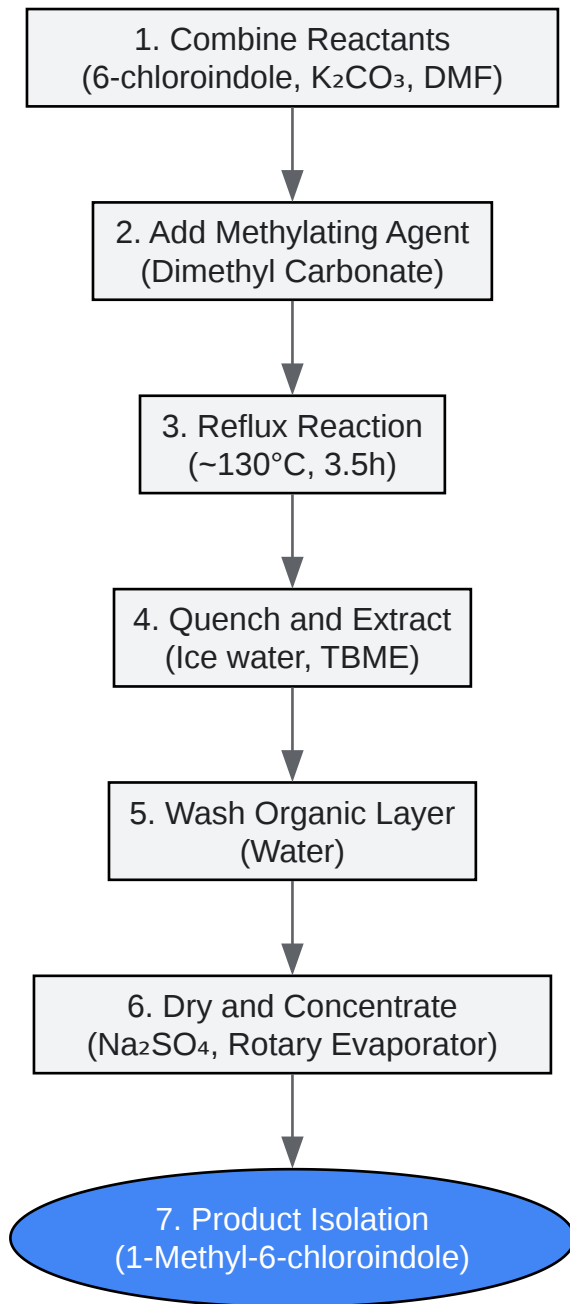 1. Combine Reactants
(6-chloroindole, K₂CO₃, DMF)
2. Add Methylating Agent
(Dimethyl Carbonate)
3. Reflux Reaction
(~130°C, 3.5h)
4. Quench and Extract
(Ice water, TBME)
5. Wash Organic Layer
(Water)
6. Dry and Concentrate
(Na₂SO₄, Rotary Evaporator)
7. Product Isolation
(1-Methyl-6-chloroindole)